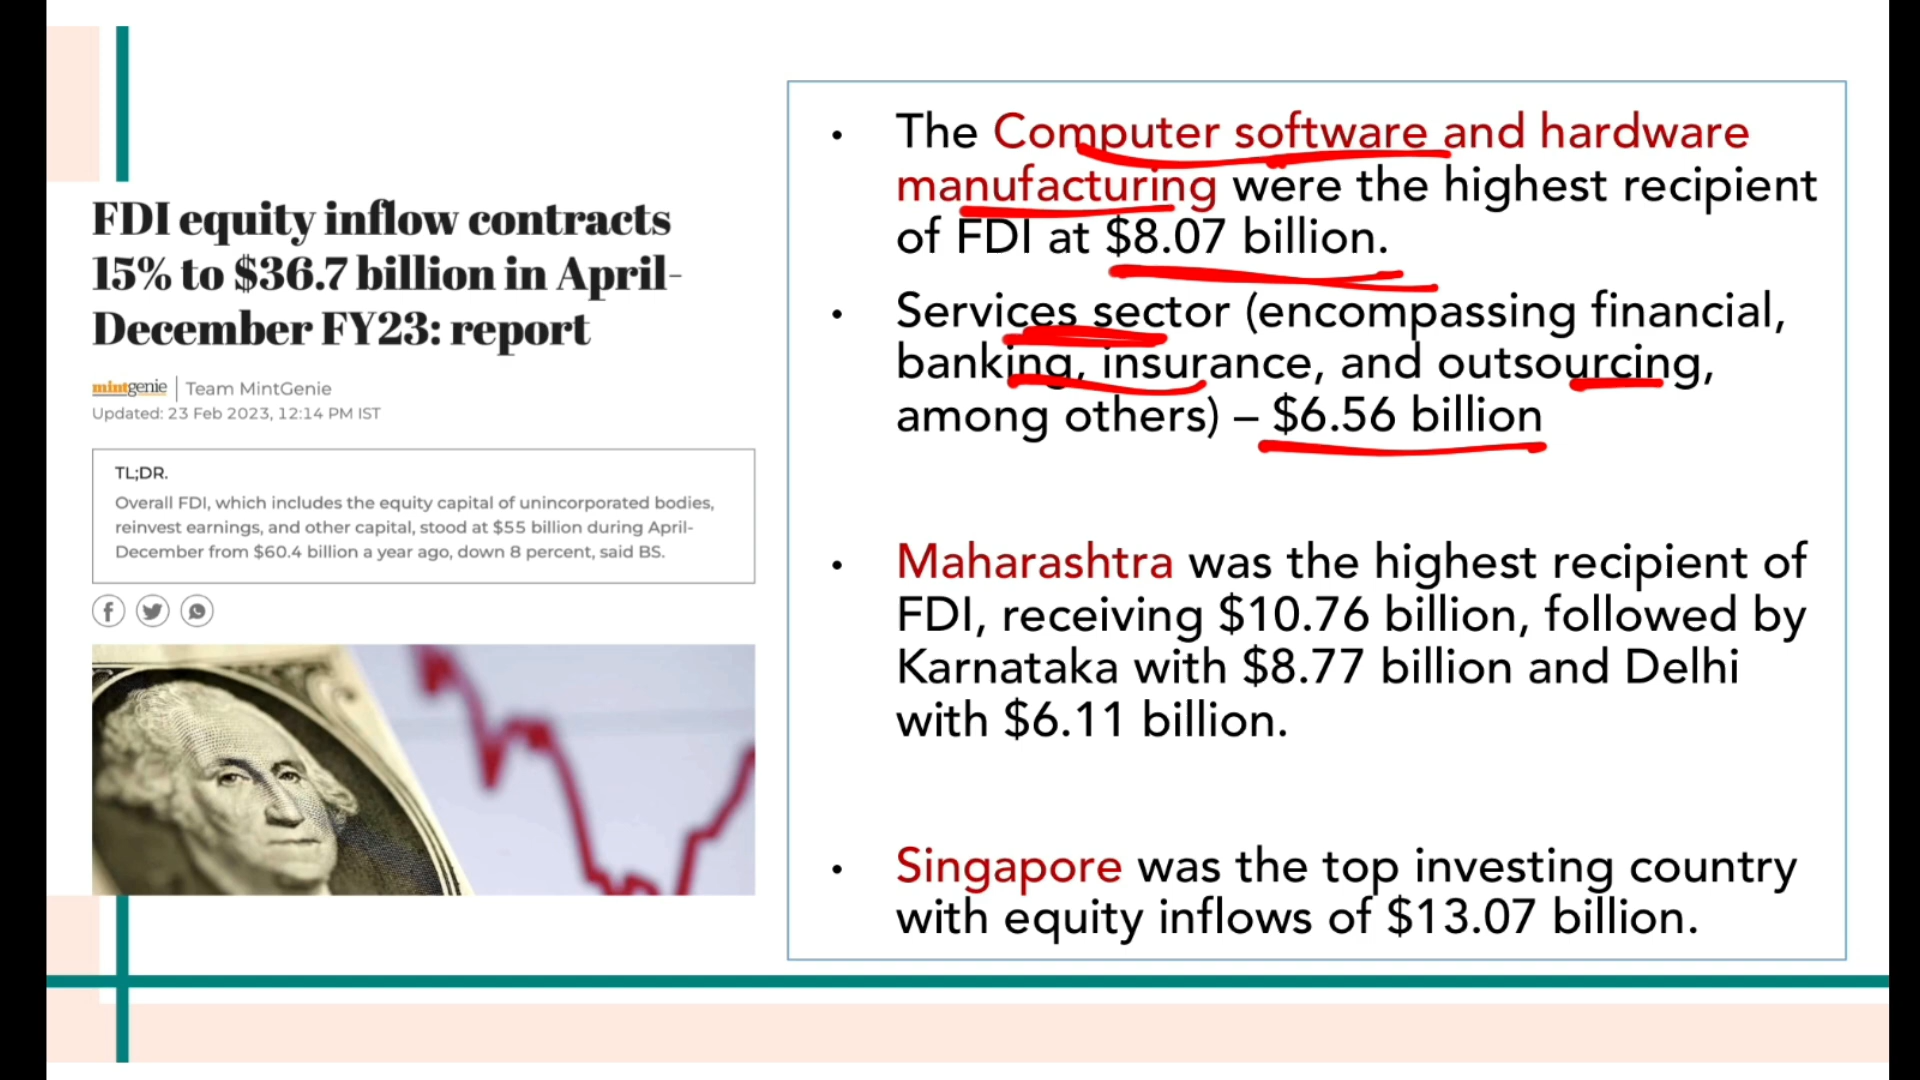 FDI equity inflow contracts
15% to $36.7 billion in April-
December FY23: report
mintgenie | Team MintGenie
Updated: 23 Feb 2023, 12:14 PM IST
TL;DR.
Overall FDI, which includes the equity capital of unincorporated bodies,
reinvest earnings, and other capital, stood at $55 billion during April-
December from $60.4 billion a year ago, down 8 percent, said BS.
• The Computer software and hardware
manufacturing were the highest recipient
of FDI at $8.07 billion.
• Services sector (encompassing financial,
banking, insurance, and outsourcing,
among others) – $6.56 billion
• Maharashtra was the highest recipient of
FDI, receiving $10.76 billion, followed by
Karnataka with $8.77 billion and Delhi
with $6.11 billion.
• Singapore was the top investing country
with equity inflows of $13.07 billion.